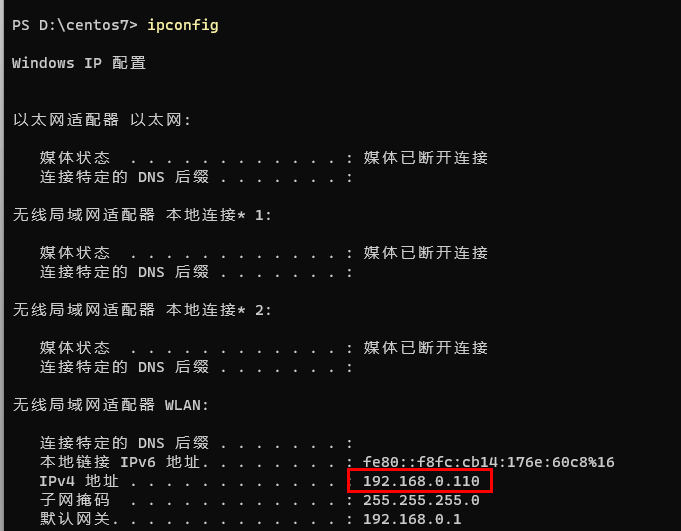 PS D:\centos7> ipconfig
Windows IP 配置
以太网适配器 以太网:
媒体状态  . . . . . . . . . . . . : 媒体已断开连接
连接特定的 DNS 后缀 . . . . . . . :
无线局域网适配器 本地连接* 1:
媒体状态  . . . . . . . . . . . . : 媒体已断开连接
连接特定的 DNS 后缀 . . . . . . . :
无线局域网适配器 本地连接* 2:
媒体状态  . . . . . . . . . . . . : 媒体已断开连接
连接特定的 DNS 后缀 . . . . . . . :
无线局域网适配器 WLAN:
连接特定的 DNS 后缀 . . . . . . . :
本地链接 IPv6 地址. . . . . . . . : fe80::f8fc:cb14:176e:60c8%16
IPv4 地址 . . . . . . . . . . . . : 192.168.0.110
子网掩码  . . . . . . . . . . . . : 255.255.255.0
默认网关. . . . . . . . . . . . . : 192.168.0.1